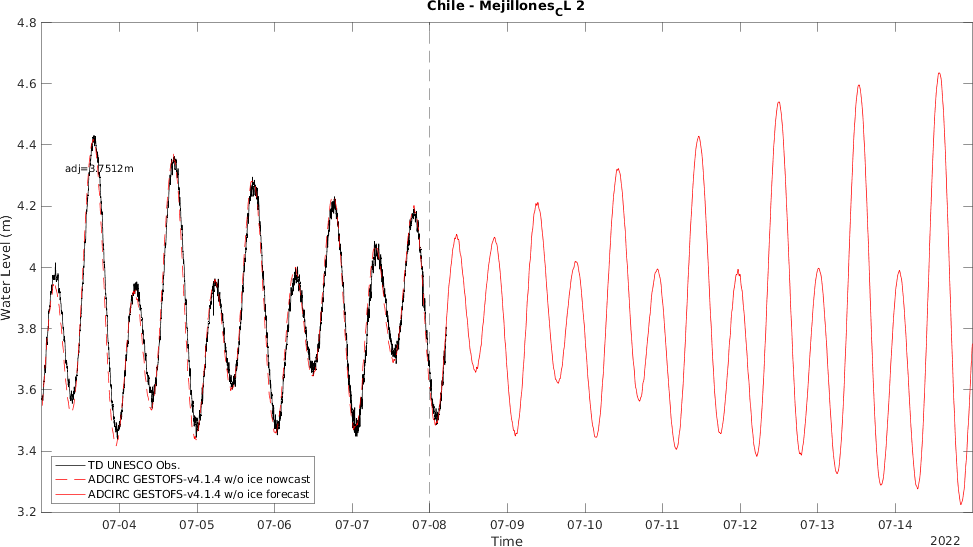 Chile - MejillonesCL 2
4.8
4.6
4.4
adj=3.7512m
4.2
4
Water Level (m)
3.8
3.6
3.4
3.2
TD UNESCO Obs.
ADCIRC GESTOFS-v4.1.4 w/o ice nowcast
ADCIRC GESTOFS-v4.1.4 w/o ice forecast
07-04 07-05 07-06 07-07 07-08 07-09 07-10 07-11 07-12 07-13 07-14
Time
2022